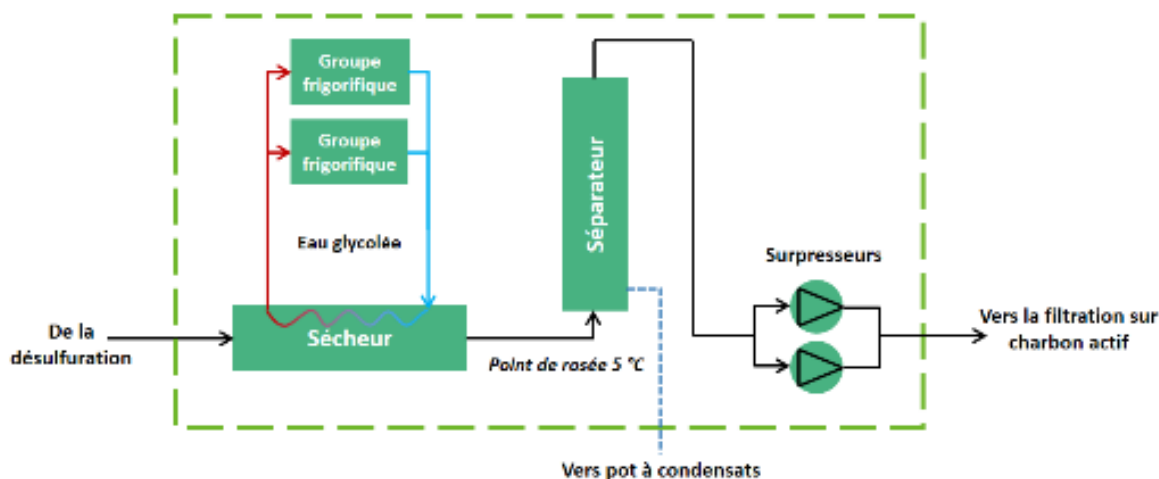 Groupe
frigorifique
Groupe
frigorifique
Eau glycolée
Séparateur
Surpresseurs
De la
désulfuration
Sécheur
Point de rosée 5 °C
Vers la filtration sur
charbon actif
Vers pot à condensats